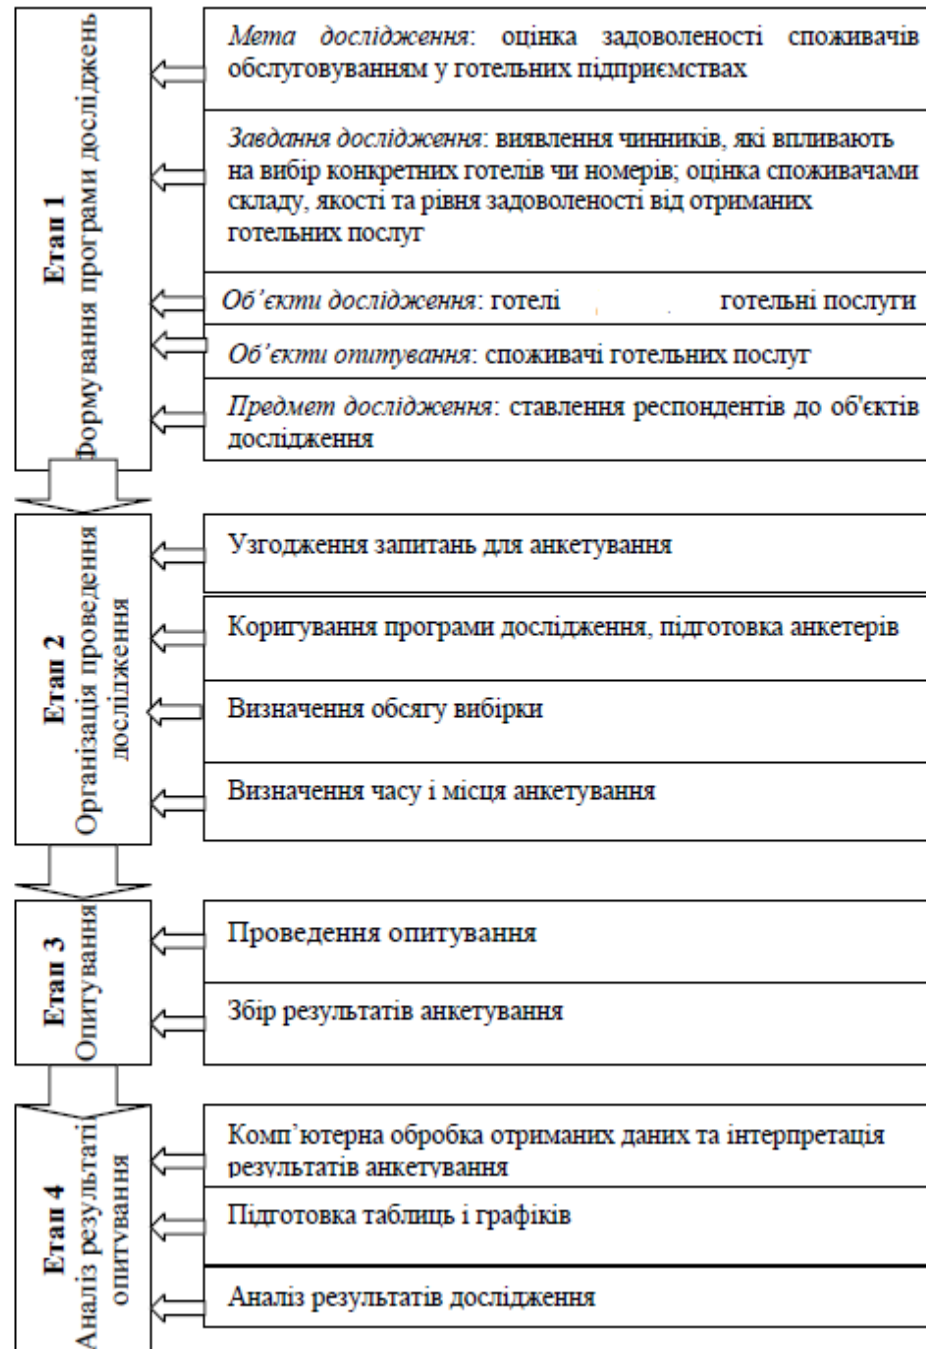 Етап 1
Формування програми досліджень
Мета дослідження: оцінка задоволеності споживачів
обслуговуванням у готельних підприємствах
Завдання дослідження: виявлення чинників, які впливають
на вибір конкретних готелів чи номерів; оцінка споживачами
складу, якості та рівня задоволеності від отриманих
готельних послуг
Об’єкти дослідження: готелі готельні послуги
Об’єкти опитування: споживачі готельних послуг
Предмет дослідження: ставлення респондентів до об'єктів
дослідження
Етап 2
Організація проведення
дослідження
Узгодження запитань для анкетування
Коригування програми дослідження, підготовка анкетерів
Визначення обсягу вибірки
Визначення часу і місця анкетування
Етап 3
Опитування
Проведення опитування
Збір результатів анкетування
Етап 4
Аналіз результаті
опитування
Комп’ютерна обробка отриманих даних та інтерпретація
результатів анкетування
Підготовка таблиць і графіків
Аналіз результатів дослідження